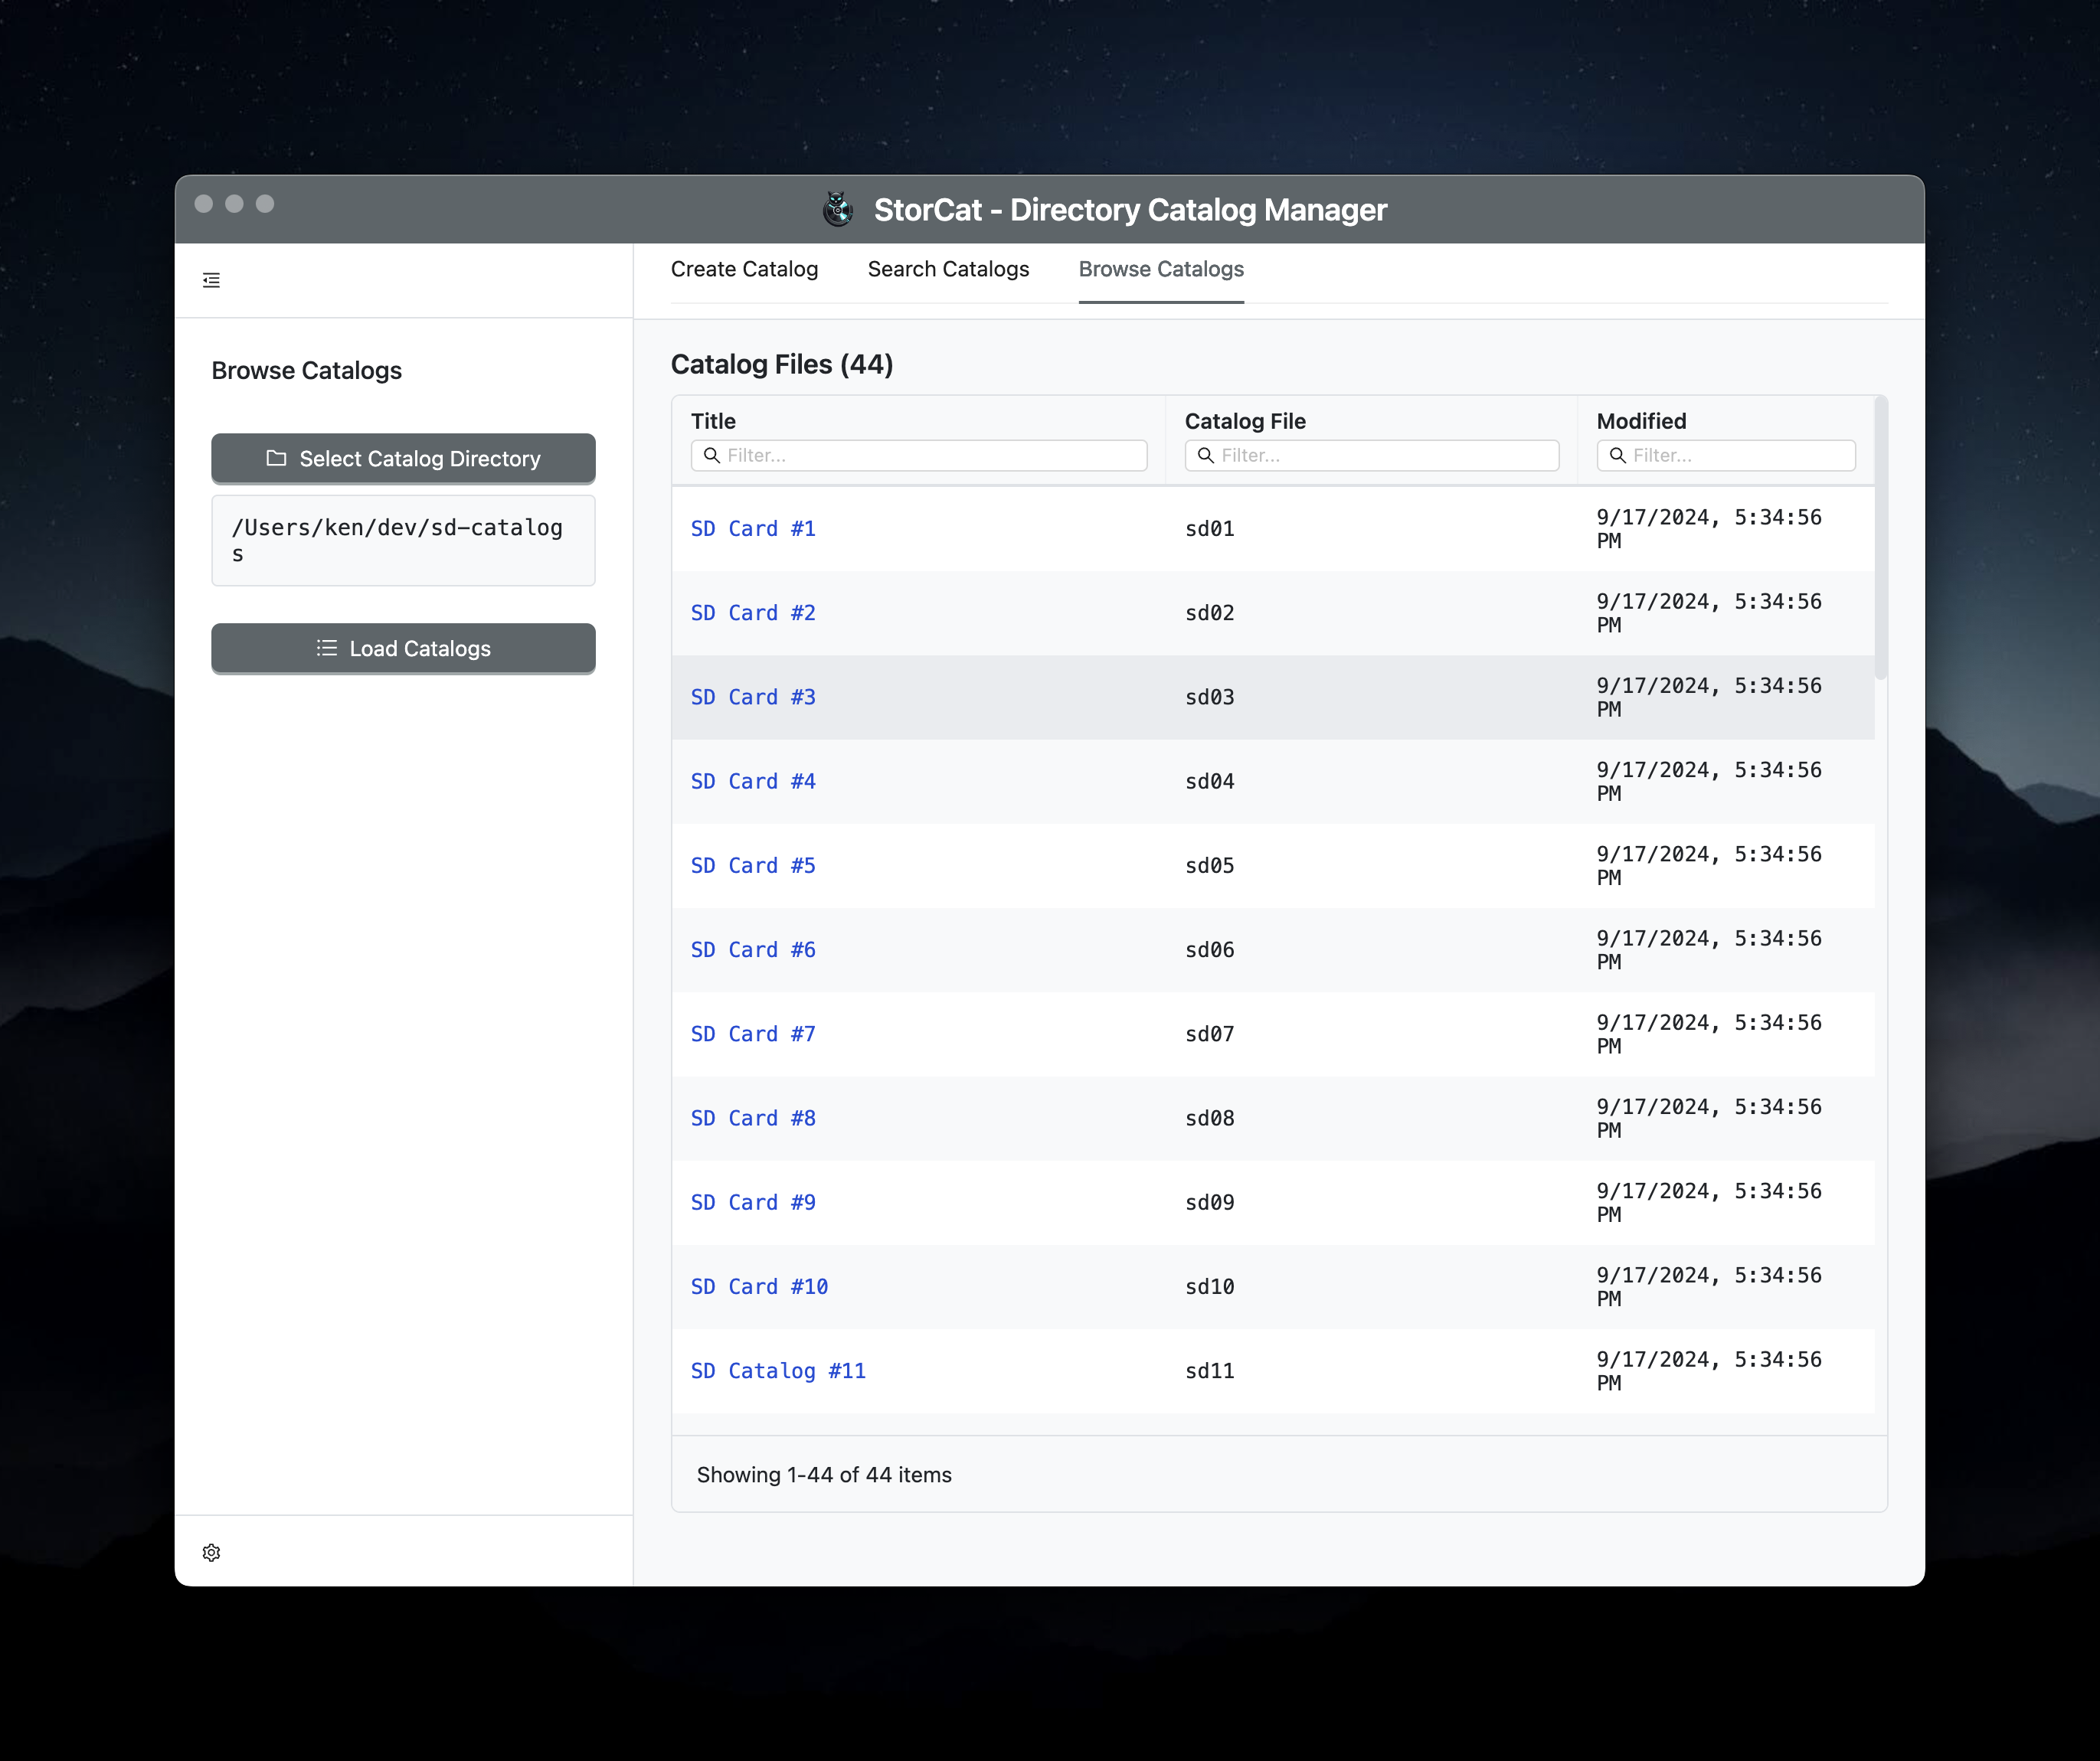 StorCat - Directory Catalog Manager
Create Catalog
Search Catalogs
Browse Catalogs
Browse Catalogs
Select Catalog Directory
/Users/ken/dev/sd-catalog
s
Load Catalogs
Catalog Files (44)
Title
Catalog File
Modified
Filter...
Filter...
Filter...
SD Card #1
sd01
9/17/2024, 5:34:56
PM
SD Card #2
sd02
9/17/2024, 5:34:56
PM
SD Card #3
sd03
9/17/2024, 5:34:56
PM
SD Card #4
sd04
9/17/2024, 5:34:56
PM
SD Card #5
sd05
9/17/2024, 5:34:56
PM
SD Card #6
sd06
9/17/2024, 5:34:56
PM
SD Card #7
sd07
9/17/2024, 5:34:56
PM
SD Card #8
sd08
9/17/2024, 5:34:56
PM
SD Card #9
sd09
9/17/2024, 5:34:56
PM
SD Card #10
sd10
9/17/2024, 5:34:56
PM
SD Catalog #11
sd11
9/17/2024, 5:34:56
PM
Showing 1-44 of 44 items